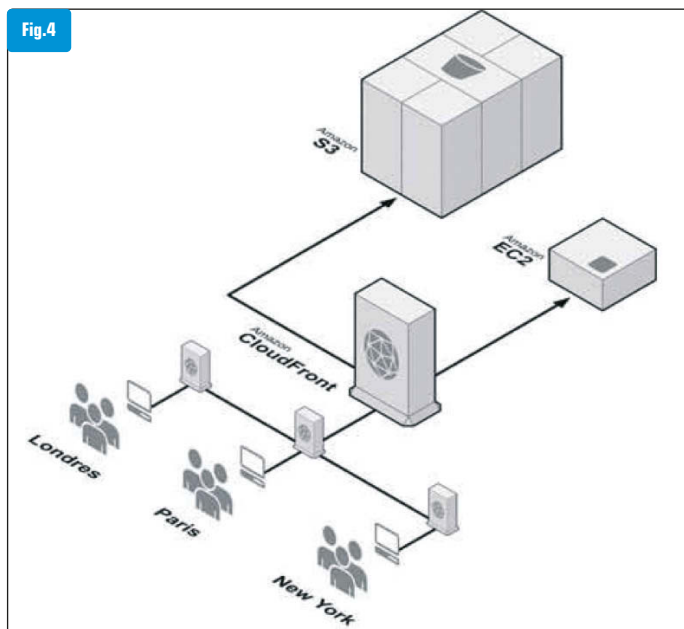 Fig.4
Amazon
S3
Amazon
EC2
Amazon
CloudFront
Londres
Paris
New York